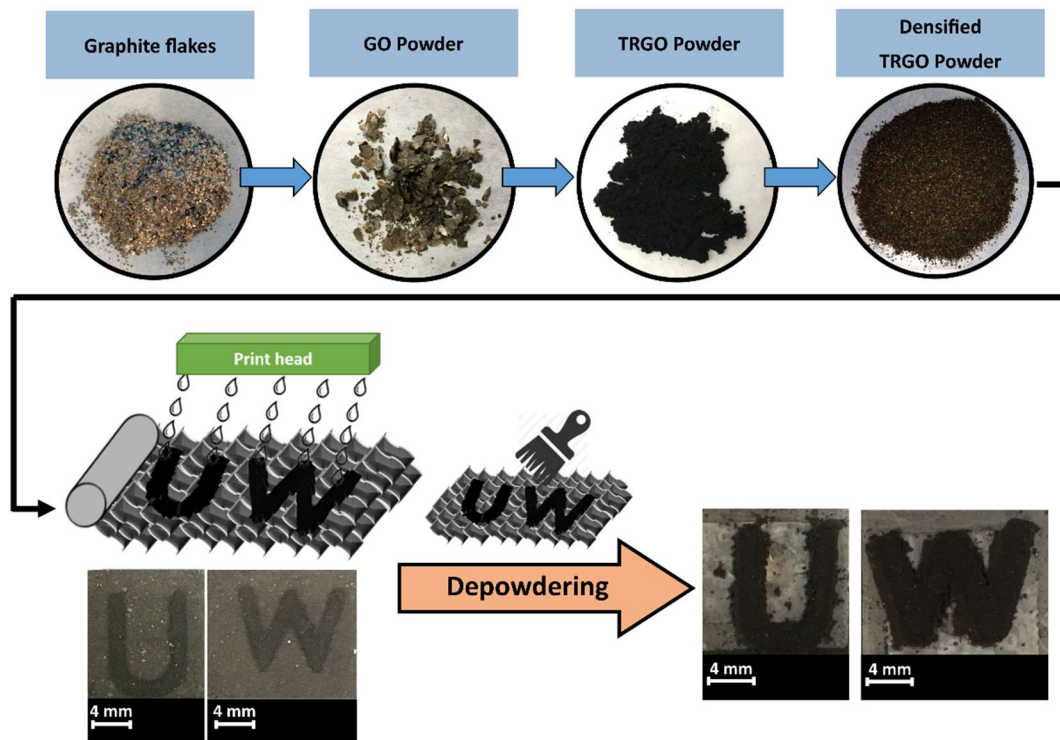 Graphite flakes
GO Powder
TRGO Powder
Densified
TRGO Powder
Print head
U W
U W
Depowdering
U
W
4 mm
4 mm
U
W
4 mm
4 mm